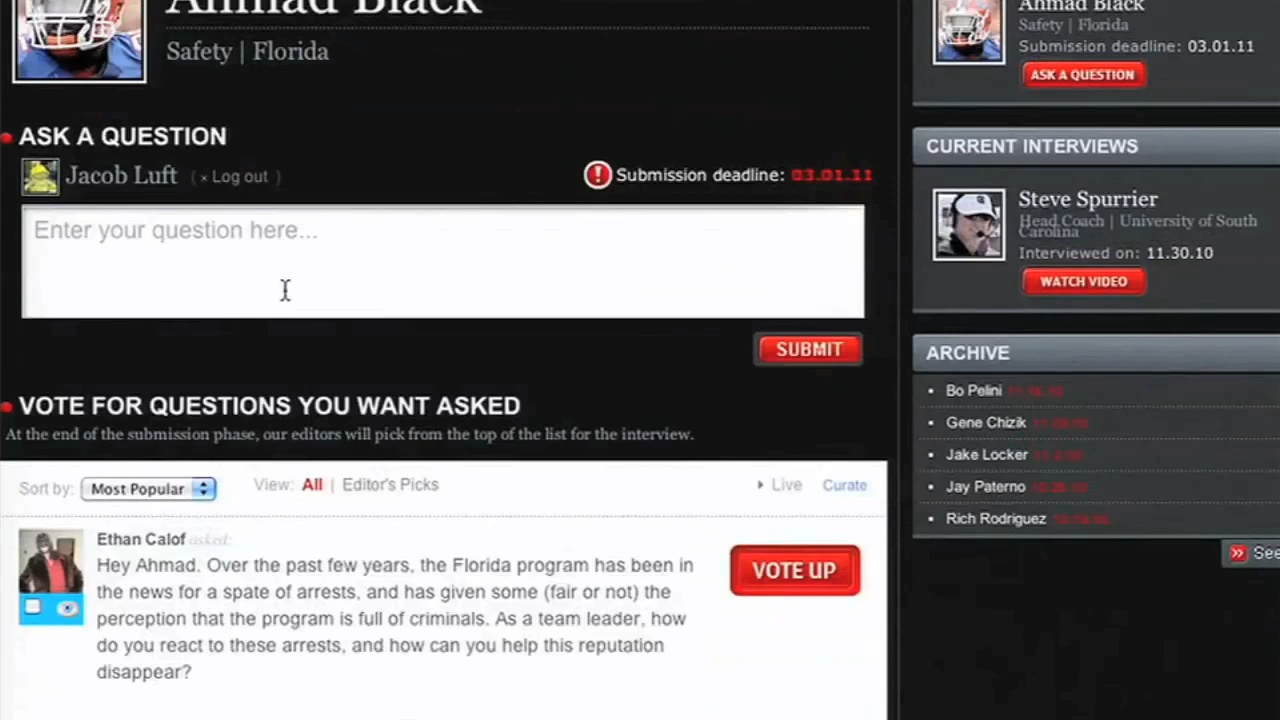 Ahmad Black
Safety | Florida
ASK A QUESTION
Jacob Luft ( × Log out )
Submission deadline: 03.01.11
Enter your question here...
SUBMIT
VOTE FOR QUESTIONS YOU WANT ASKED
At the end of the submission phase, our editors will pick from the top of the list for the interview.
Sort by: Most Popular View: All | Editor's Picks Live Curate
Ethan Calof asked:
Hey Ahmad. Over the past few years, the Florida program has been in
the news for a spate of arrests, and has given some (fair or not) the
perception that the program is full of criminals. As a team leader, how
do you react to these arrests, and how can you help this reputation
disappear?
VOTE UP
Ahmad Black
Safety | Florida
Submission deadline: 03.01.11
ASK A QUESTION
CURRENT INTERVIEWS
Steve Spurrier
Head Coach | University of South
Carolina
Interviewed on: 11.30.10
WATCH VIDEO
ARCHIVE
Bo Pelini
Gene Chizik
Jake Locker
Jay Paterno
Rich Rodriguez
See